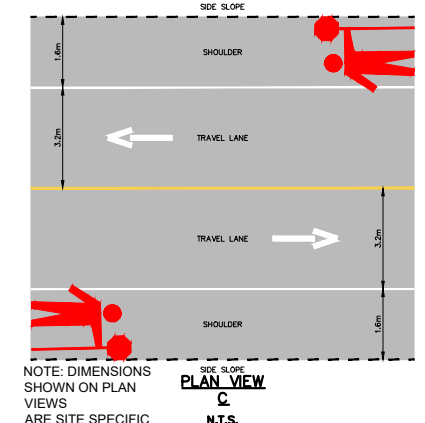 SIDE SLOPE
1.6m
SHOULDER
3.2m
TRAVEL LANE
TRAVEL LANE
3.2m
SHOULDER
1.6m
SIDE SLOPE
NOTE: DIMENSIONS
SHOWN ON PLAN
VIEWS
ARE SITE SPECIFIC
PLAN VIEW
C
N.T.S.